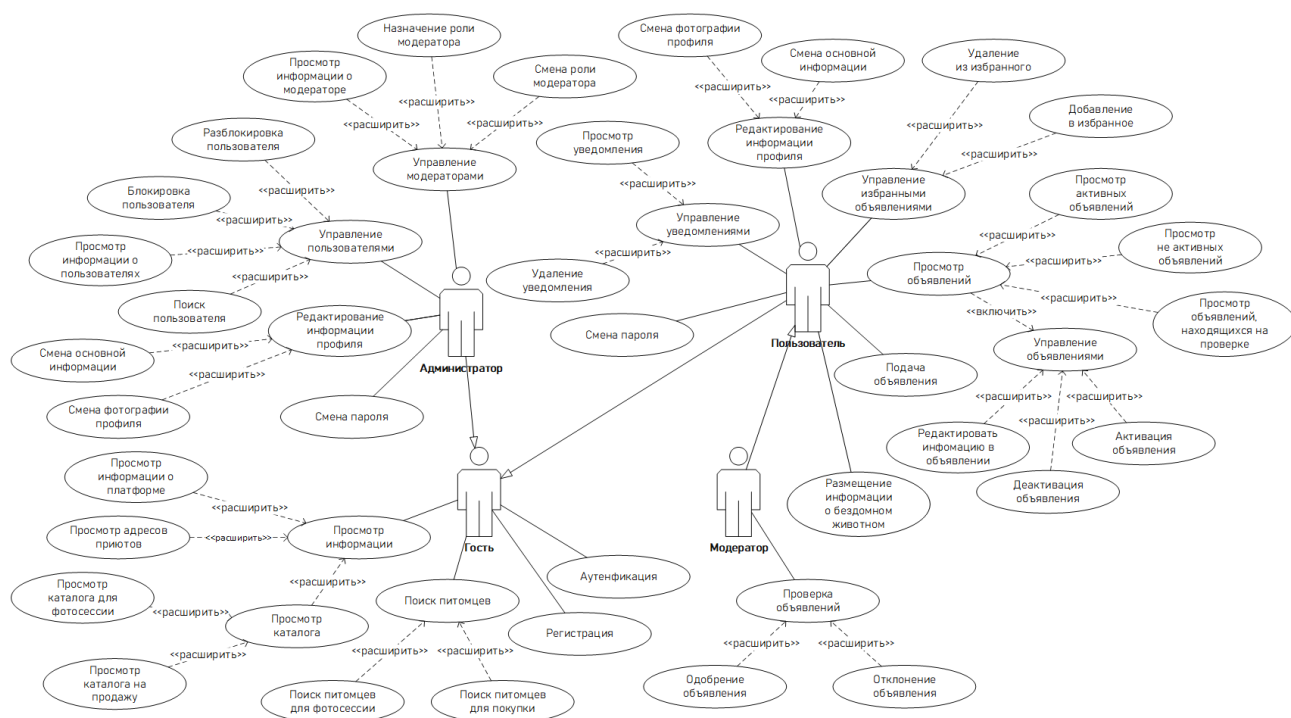 Назначение роли
модератора
Просмотр
информации о
модераторе
Смена роли
модератора
<<расширить>>
<<расширить>>
<<расширить>>
Управление
модераторами
Разблокировка
пользователя
<<расширить>>
Блокировка
пользователя
<<расширить>>
Управление
пользователями
Просмотр
информации о
пользователях
<<расширить>>
<<расширить>>
Поиск
пользователя
Редактирование
информации
профиля
Смена основной
информации
<<расширить>>
<<расширить>>
Смена фотографии
профиля
Смена пароля
Администратор
Смена фотографии
профиля
Смена основной
информации
<<расширить>>
<<расширить>>
Редактирование
информации
профиля
Просмотр
уведомления
<<расширить>>
Управление
уведомлениями
<<расширить>>
Удаление
уведомления
Смена пароля
Пользователь
Удаление
из избранного
Добавление
в избранное
<<расширить>>
<<расширить>>
Управление
избранными
объявлениями
Просмотр
активных
объявлений
<<расширить>>
Просмотр
не активных
объявлений
<<расширить>>
Просмотр
объявлений
<<расширить>>
Просмотр
объявлений,
находящихся на
проверке
<<включить>>
Управление
объявлениями
Подача
объявления
<<расширить>>
<<расширить>>
<<расширить>>
Редактировать
инфомацию в
объявлении
Активация
объявления
Деактивация
объявления
Размещение
информации
о бездомном
животном
Просмотр
информации о
платформе
<<расширить>>
Просмотр адресов
приютов
<<расширить>>
Просмотр
информации
Гость
<<расширить>>
Просмотр
каталога для
фотосессии
<<расширить>>
Просмотр
каталога
<<расширить>>
Просмотр
каталога на
продажу
Поиск питомцев
<<расширить>>
<<расширить>>
Поиск питомцев
для фотосессии
Поиск питомцев
для покупки
Аутенфикация
Регистрация
Модератор
Проверка
объявлений
<<расширить>>
<<расширить>>
Одобрение
объявления
Отклонение
объявления